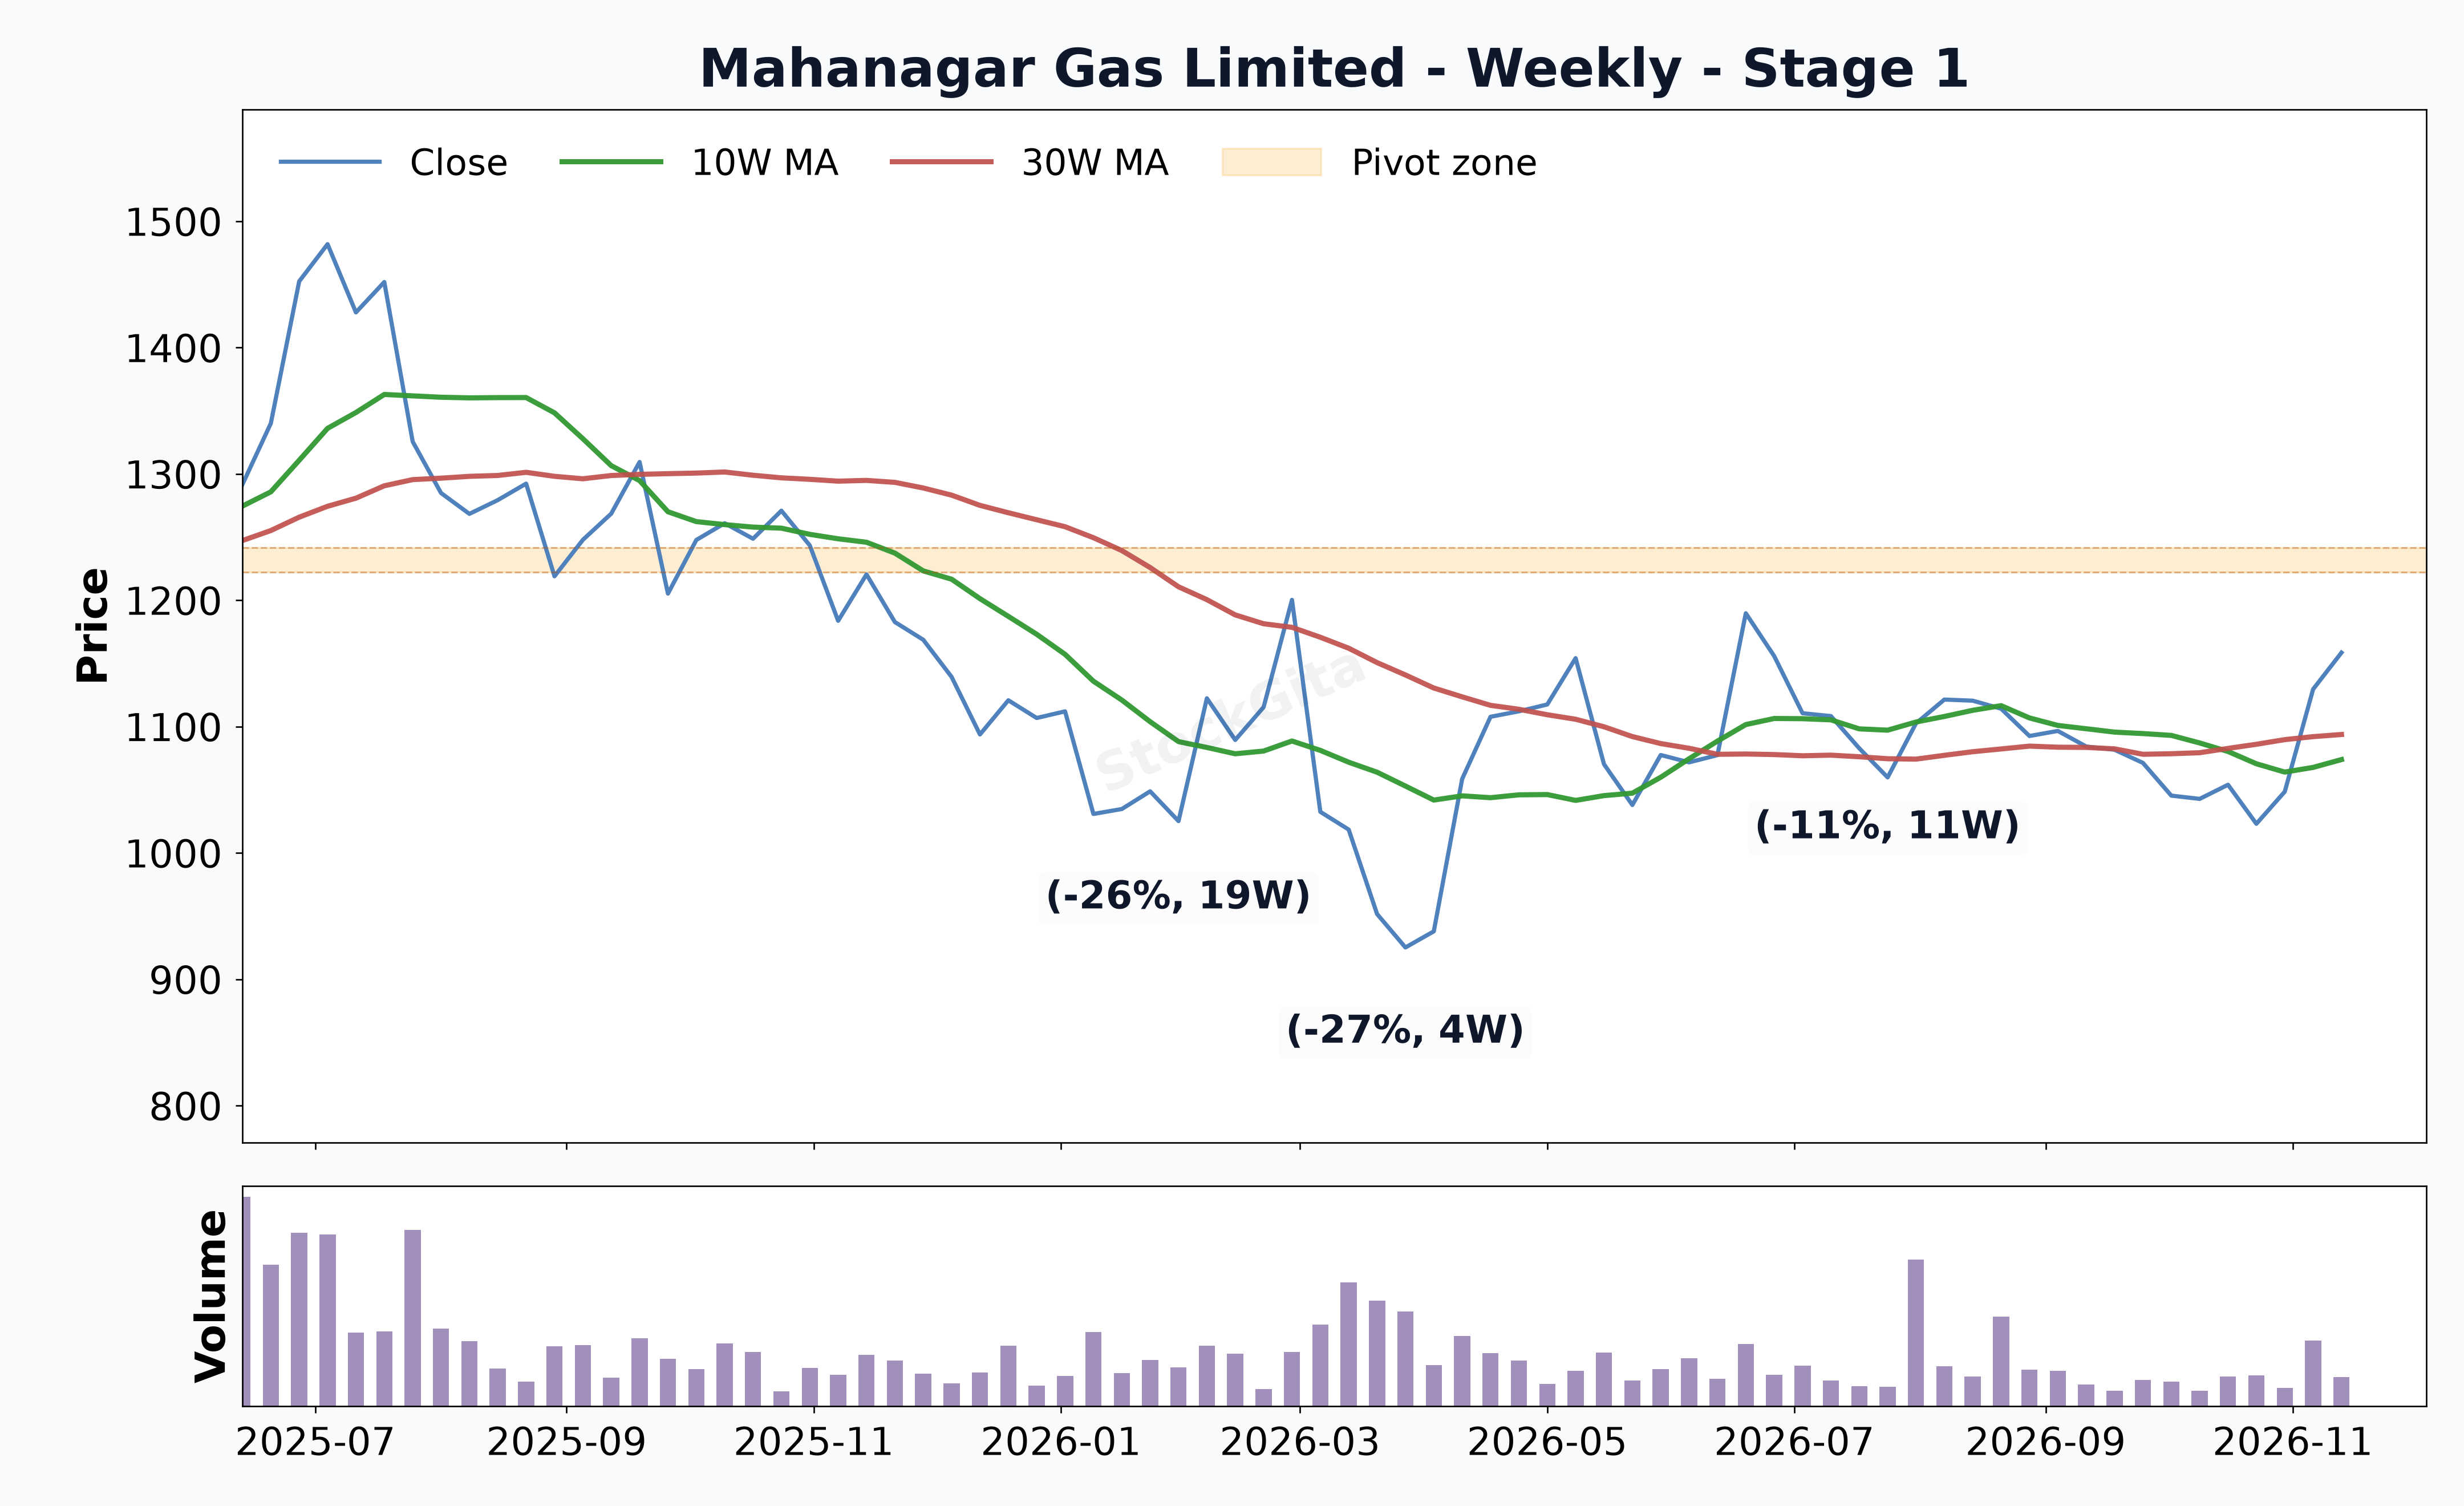 Mahanagar Gas Limited - Weekly - Stage 1
Close 10W MA 30W MA Pivot zone
Price
1500
1400
1300
1200
1100
1000
900
800
StockGita
(-26%, 19W)
(-27%, 4W)
(-11%, 11W)
Volume
2025-07 2025-09 2025-11 2026-01 2026-03 2026-05 2026-07 2026-09 2026-11